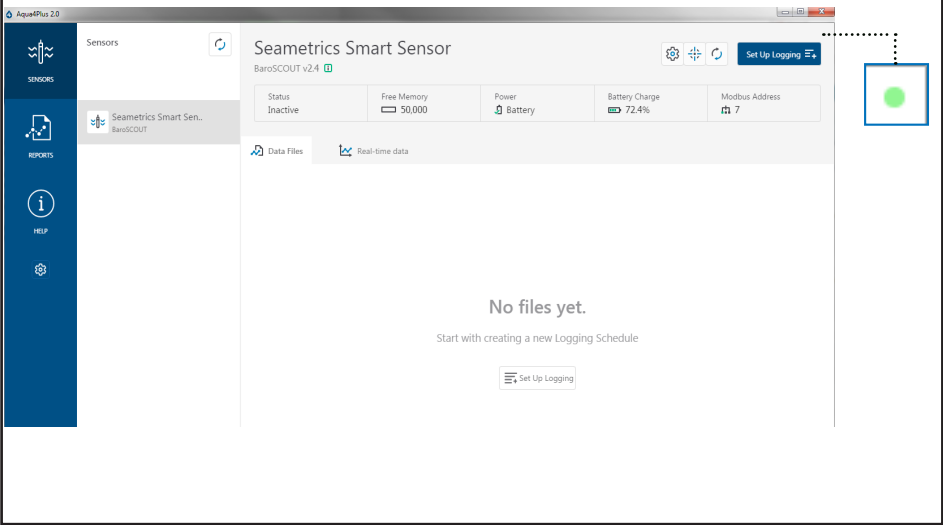 Aqua4Plus 2.0
SENSORS
REPORTS
HELP
Sensors
Seametrics Smart Sen..
BaroSCOUT
Seametrics Smart Sensor
BaroSCOUT v2.4
Set Up Logging
Status
Inactive
Free Memory
50,000
Power
Battery
Battery Charge
72.4%
Modbus Address
7
Data Files
Real-time data
No files yet.
Start with creating a new Logging Schedule
Set Up Logging